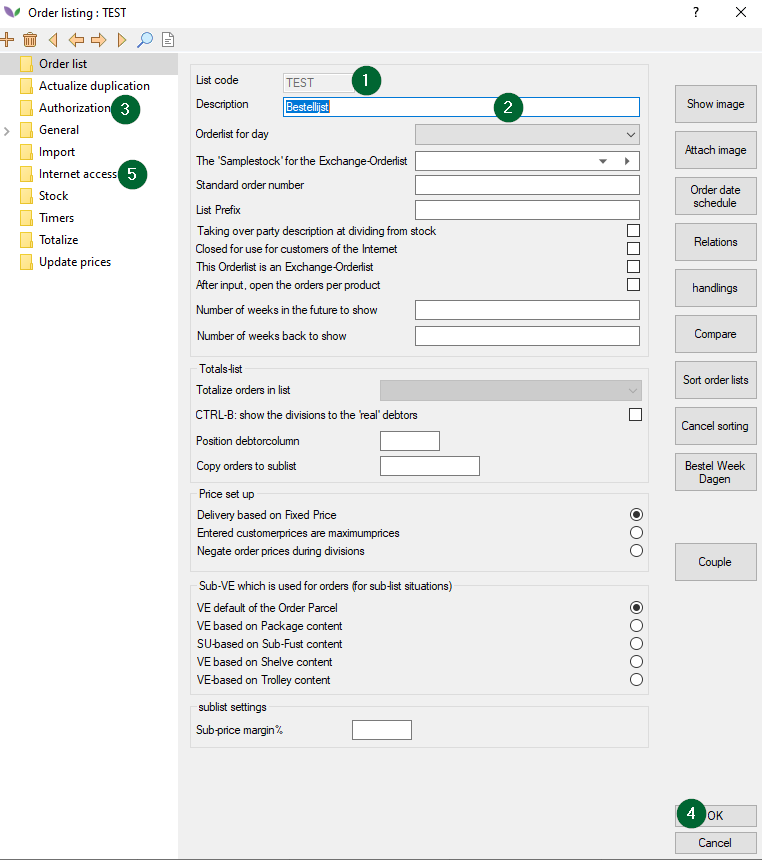 Order listing : TEST
?
Order list
Actualize duplication
Authorization
3
General
Import
Internet access
5
Stock
Timers
Totalize
Update prices
List code
TEST
1
Description
Bestellijst
2
Orderlist for day
The 'Samplestock' for the Exchange-Orderlist
Standard order number
List Prefix
Taking over party description at dividing from stock
Closed for use for customers of the Internet
This Orderlist is an Exchange-Orderlist
After input, open the orders per product
Number of weeks in the future to show
Number of weeks back to show
Totals-list
Totalize orders in list
CTRL-B: show the divisions to the 'real' debtors
Position debtorcolumn
Copy orders to sublist
Price set up
Delivery based on Fixed Price
Entered customerprices are maximumprices
Negate order prices during divisions
Sub-VE which is used for orders (for sub-list situations)
VE default of the Order Parcel
VE based on Package content
SU-based on Sub-Fust content
VE based on Shelve content
VE-based on Trolley content
sublist settings
Sub-price margin%
Show image
Attach image
Order date
schedule
Relations
handlings
Compare
Sort order lists
Cancel sorting
Bestel Week
Dagen
Couple
4
OK
Cancel